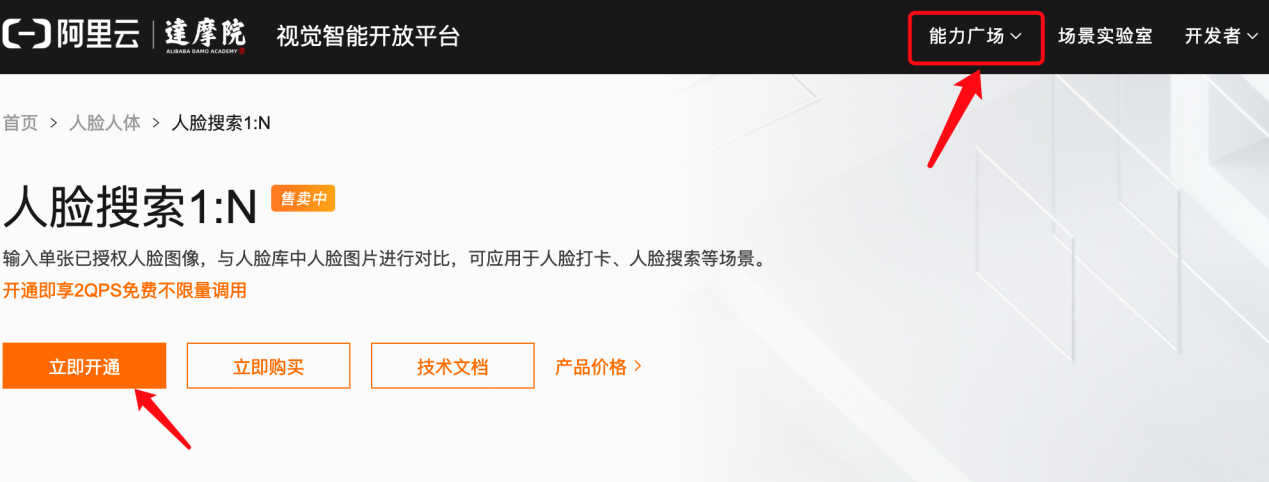 阿里云 達摩院 ALIBABA DAMO ACADEMY 视觉智能开放平台 能力广场 场景实验室 开发者
首页 > 人脸人体 > 人脸搜索1:N
人脸搜索1:N 售卖中
输入单张已授权人脸图像，与人脸库中人脸图片进行对比，可应用于人脸打卡、人脸搜索等场景。
开通即享2QPS免费不限量调用
立即开通 立即购买 技术文档 产品价格 >